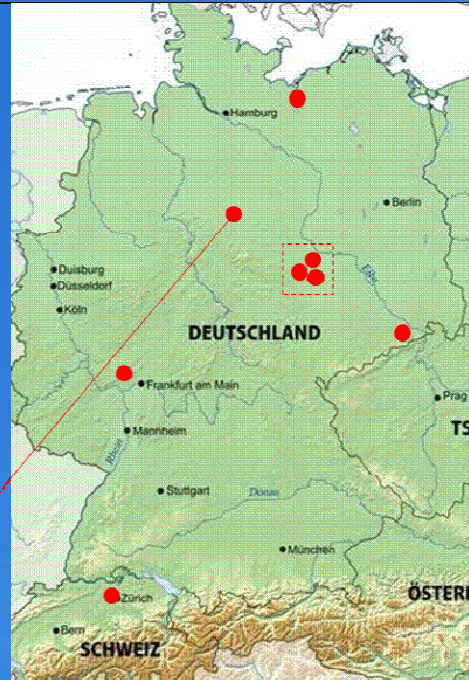 Hamburg
Berlin
Elbe
Duisburg
Düsseldorf
Köln
DEUTSCHLAND
Frankfurt am Main
Prag
Mannheim
TS
Rhein
Stuttgart
Donau
München
Zürich
ÖSTERR
Bern
SCHWEIZ